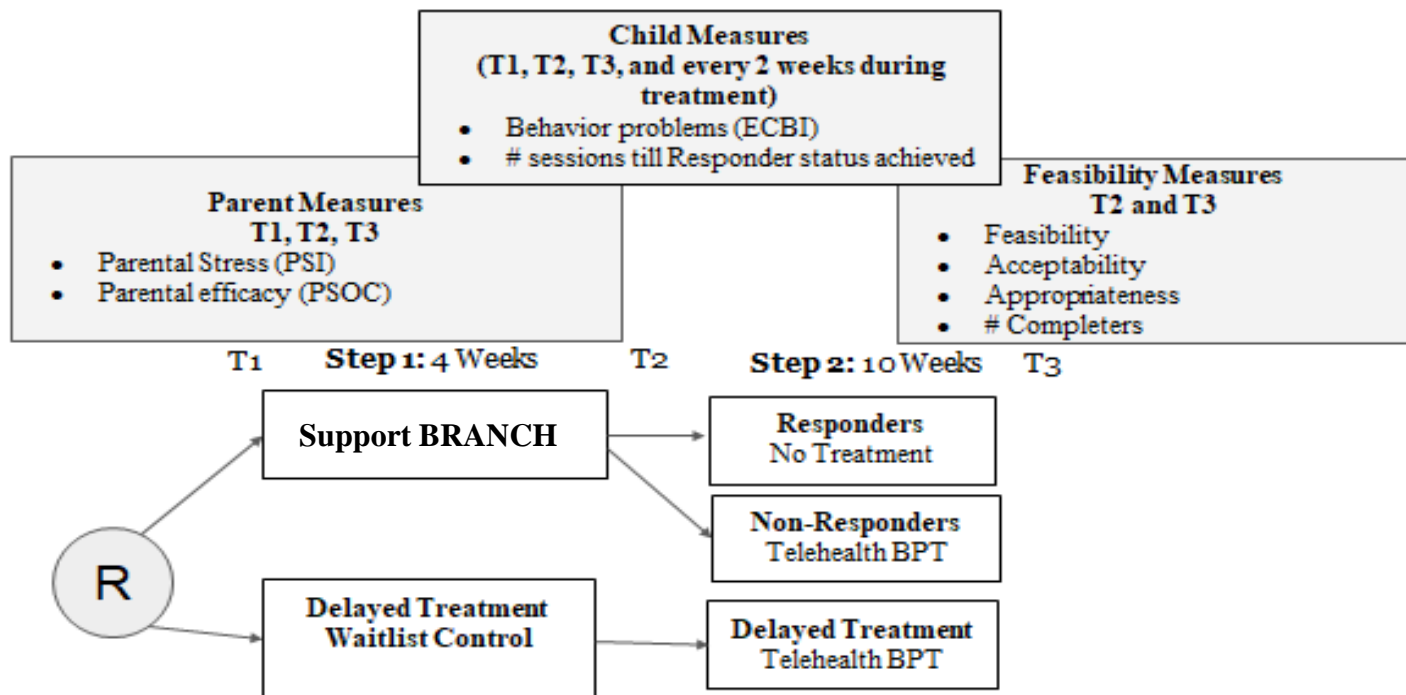 Child Measures
(T1, T2, T3, and every 2 weeks during
treatment)
• Behavior problems (ECBI)
• # sessions till Responder status achieved
Parent Measures
T1, T2, T3
• Parental Stress (PSI)
• Parental efficacy (PSOC)
Feasibility Measures
T2 and T3
• Feasibility
• Acceptability
• Appropriateness
• # Completers
T1 Step 1: 4 Weeks T2 Step 2: 10 Weeks T3
Support BRANCH
Responders
No Treatment
Non-Responders
Telehealth BPT
R
Delayed Treatment
Waitlist Control
Delayed Treatment
Telehealth BPT